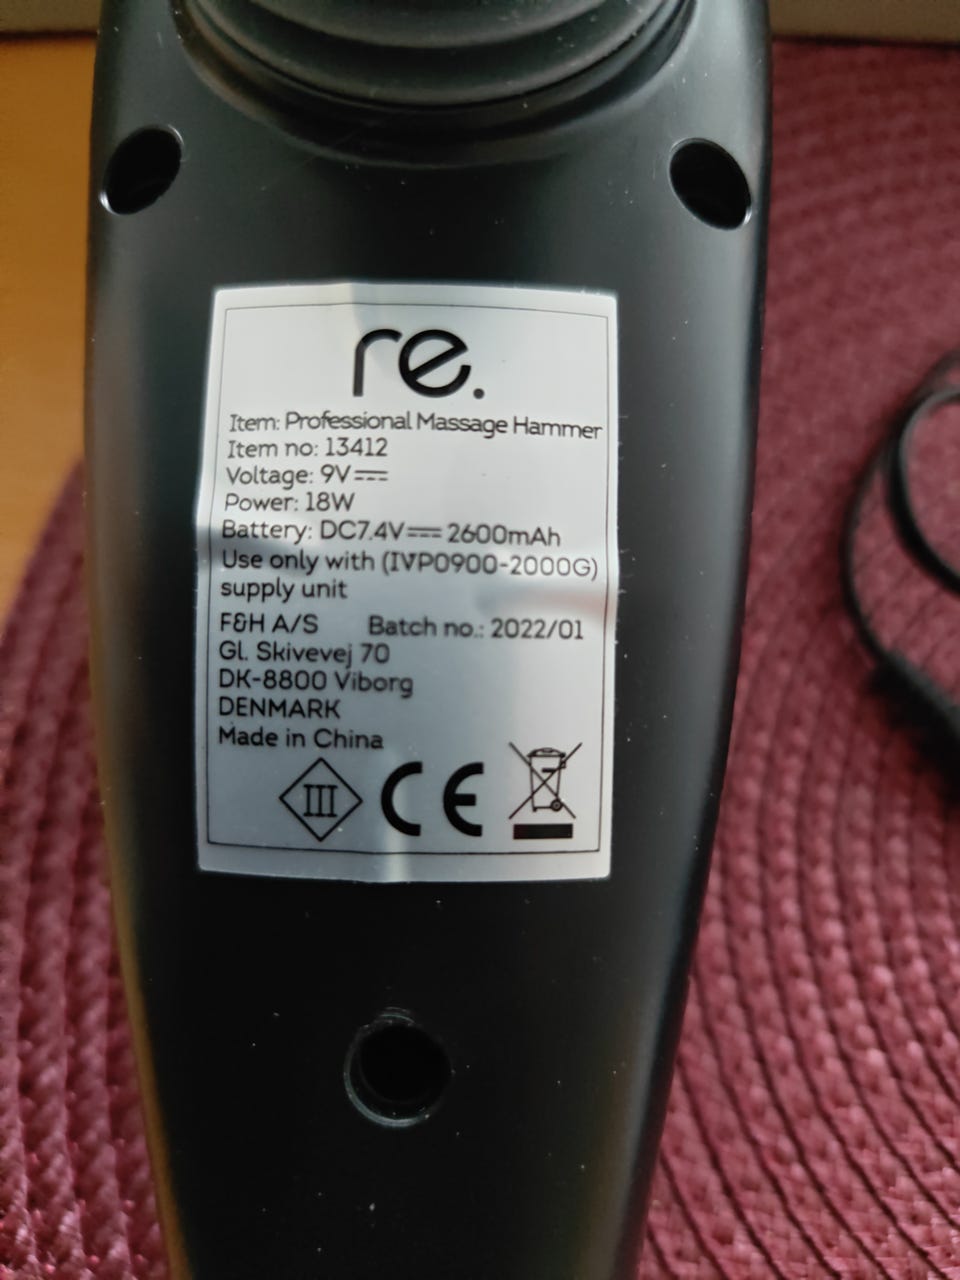 re.
Item: Professional Massage Hammer
Item no: 13412
Voltage: 9V⎓
Power: 18W
Battery: DC7.4V⎓ 2600mAh
Use only with (IVP0900-2000G)
supply unit
F&H A/S Batch no.: 2022/01
Gl. Skivevej 70
DK-8800 Viborg
DENMARK
Made in China
III CE